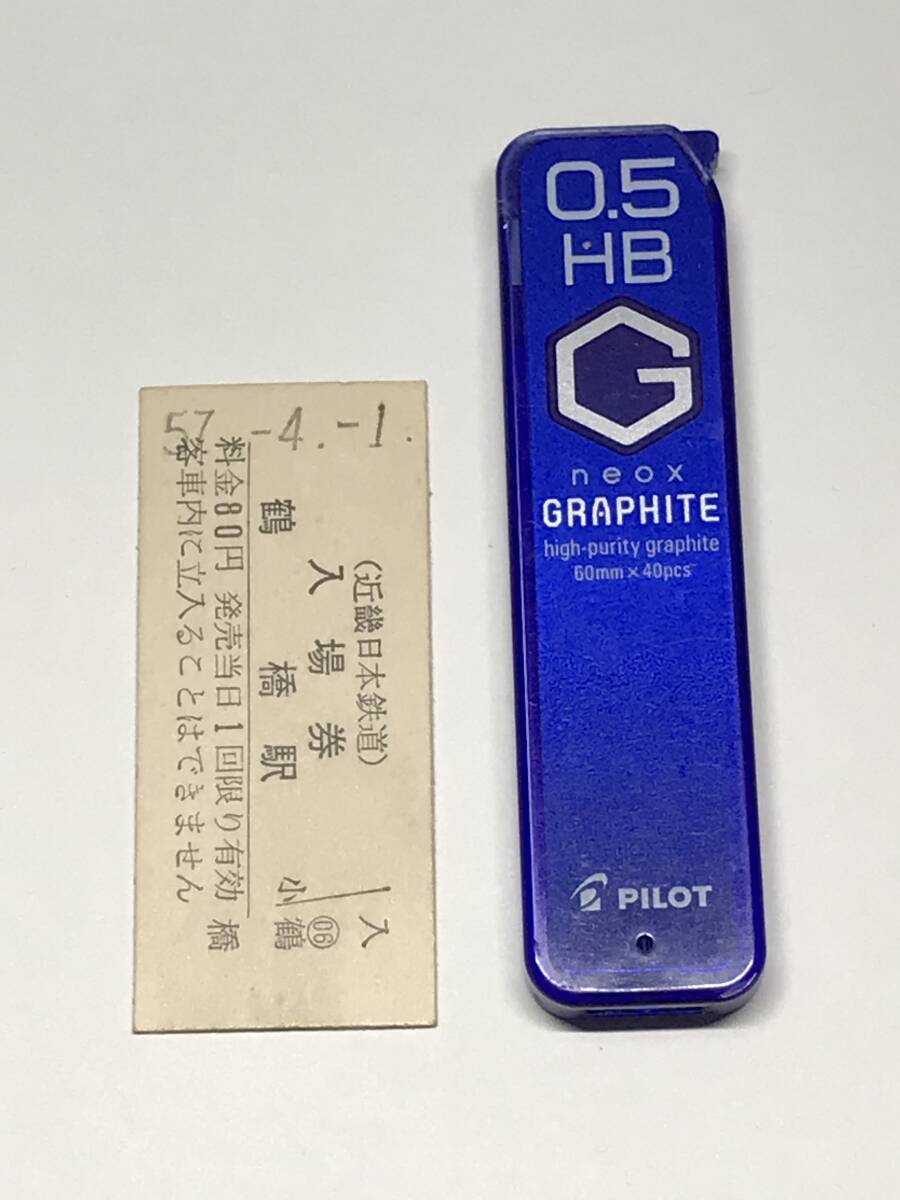 57.-4.-1.
(近畿日本鉄道)
入場券
鶴橋駅
料金80円 発売当日1回限り有効
客車内に立入ることはできません
入
小
06
鶴
橋
0.5
HB
G
neox
GRAPHITE
high-purity graphite
60mm×40pcs
PILOT